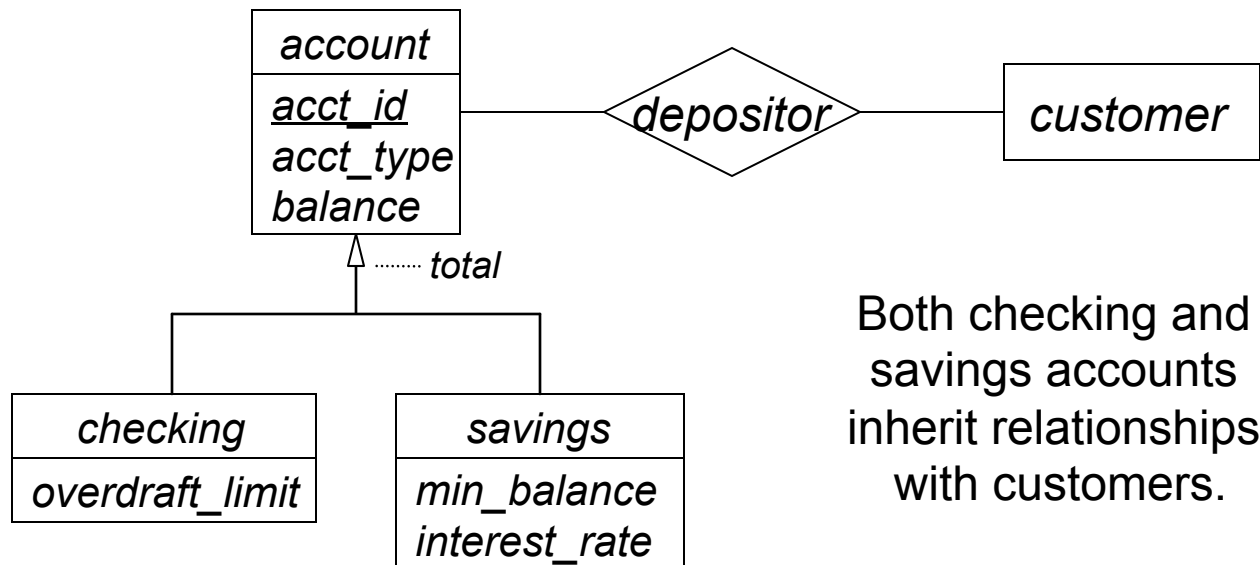 account
acct_id
acct_type
balance
depositor
customer
total
checking
overdraft_limit
savings
min_balance
interest_rate
Both checking and
savings accounts
inherit relationships
with customers.